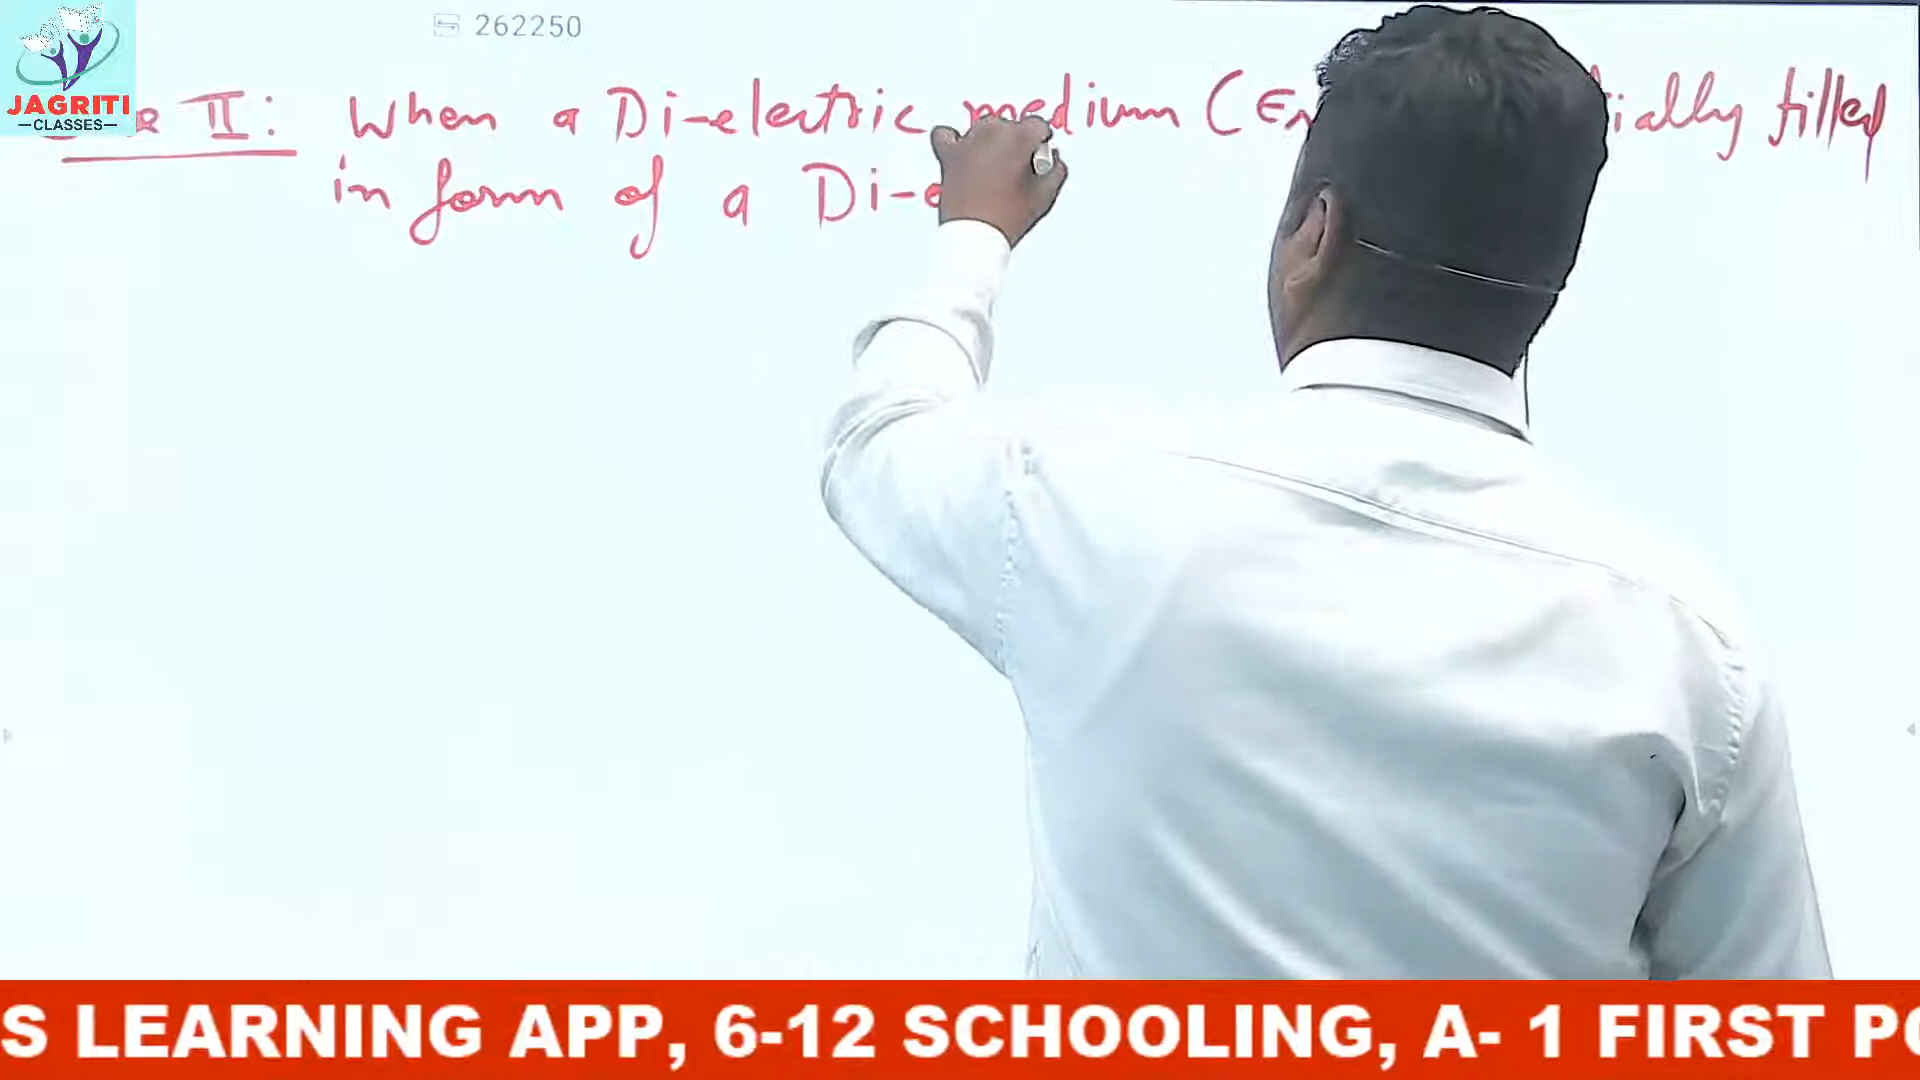 262250
JAGRITI
CLASSES
II: When a Di-electric medium (Er filled
in form of a Di-e
S LEARNING APP, 6-12 SCHOOLING, A- 1 FIRST